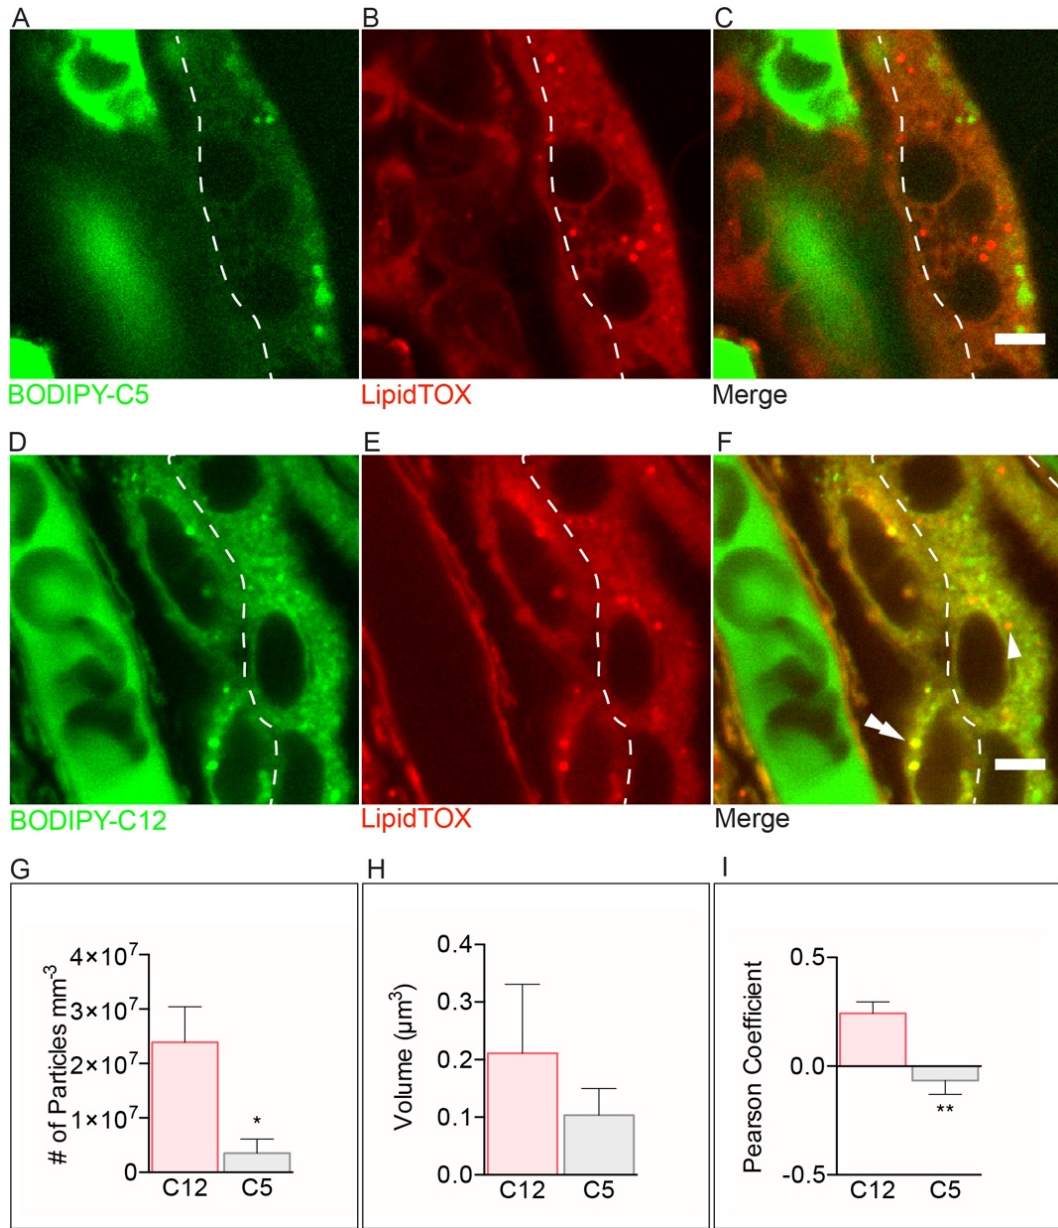 A B C
BODIPY-C5 LipidTOX Merge
D E F
BODIPY-C12 LipidTOX Merge
G H I
# of Particles mm⁻³
4×10⁷
3×10⁷
2×10⁷
1×10⁷
0
*
C12 C5
Volume (µm³)
0.4
0.3
0.2
0.1
0.0
C12 C5
Pearson Coefficient
0.5
0.0
-0.5
**
C12 C5